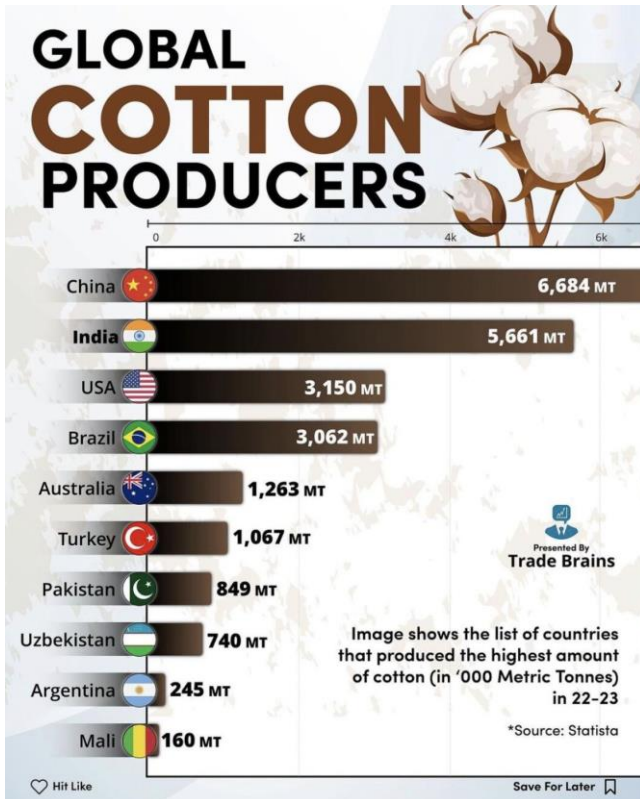 GLOBAL
COTTON
PRODUCERS
0 2k 4k 6k
China 6,684 MT
India 5,661 MT
USA 3,150 MT
Brazil 3,062 MT
Australia 1,263 MT
Turkey 1,067 MT
Pakistan 849 MT
Uzbekistan 740 MT
Argentina 245 MT
Mali 160 MT
Presented By
Trade Brains
Image shows the list of countries
that produced the highest amount
of cotton (in ‘000 Metric Tonnes)
in 22-23
*Source: Statista
Hit Like
Save For Later